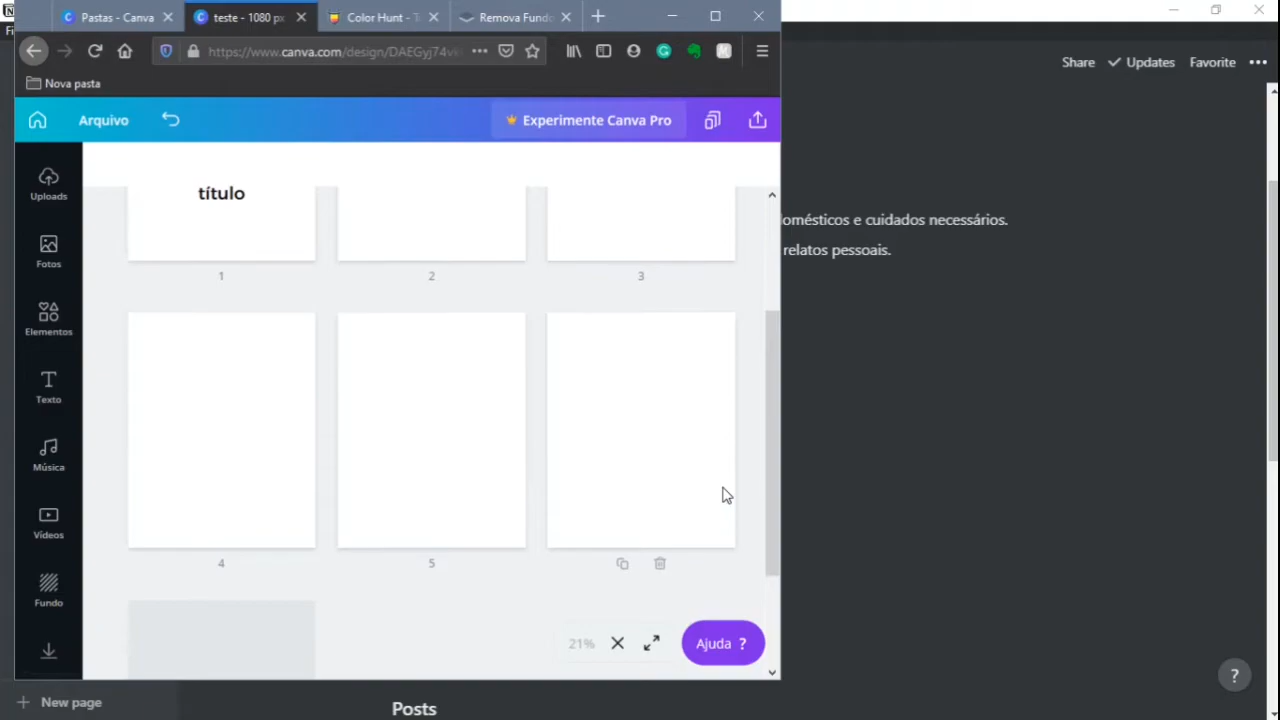 Pastas - Canva
teste - 1080 px
Color Hunt - T
Remova Fundo
https://www.canva.com/design/DAEGyj74v
Nova pasta
Arquivo
Experimente Canva Pro
Share
Updates
Favorite
Uploads
Fotos
Elementos
Texto
Música
Vídeos
Fundo
título
1
2
3
4
5
21%
Ajuda ?
omésticos e cuidados necessários.
relatos pessoais.
New page
Posts
?